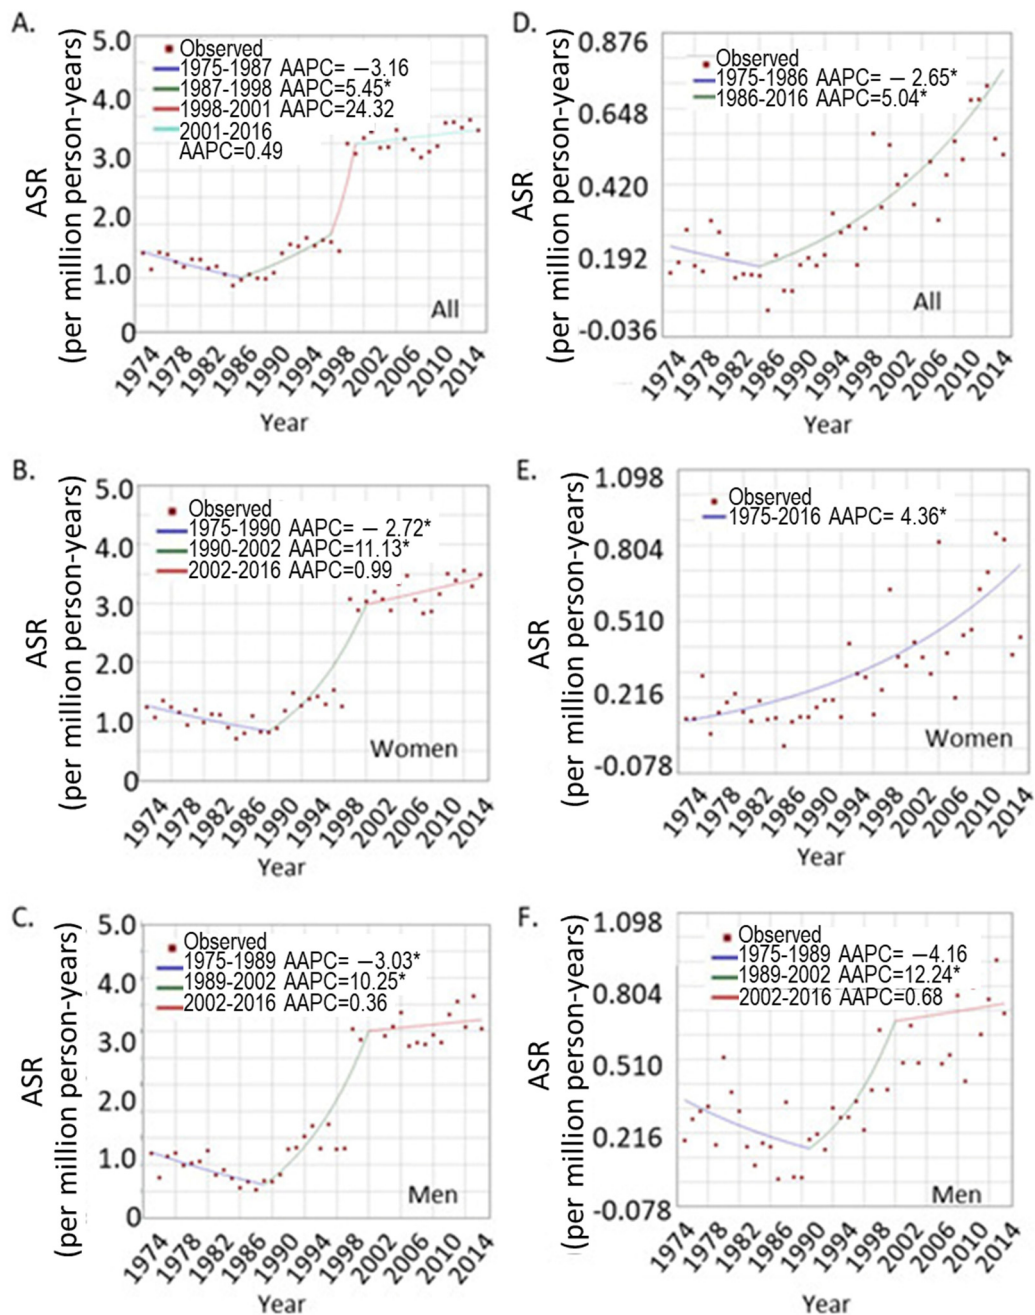 A.
ASR
(per million person-years)
5.0
4.0
3.0
2.0
1.0
0
Observed
1975-1987 AAPC= −3.16
1987-1998 AAPC=5.45*
1998-2001 AAPC=24.32
2001-2016
AAPC=0.49
All
1974
1978
1982
1986
1990
1994
1998
2002
2006
2010
2014
Year
D.
ASR
(per million person-years)
0.876
0.648
0.420
0.192
-0.036
Observed
1975-1986 AAPC= − 2.65*
1986-2016 AAPC=5.04*
All
1974
1978
1982
1986
1990
1994
1998
2002
2006
2010
2014
Year
B.
ASR
(per million person-years)
5.0
4.0
3.0
2.0
1.0
0
Observed
1975-1990 AAPC= − 2.72*
1990-2002 AAPC=11.13*
2002-2016 AAPC=0.99
Women
1974
1978
1982
1986
1990
1994
1998
2002
2006
2010
2014
Year
E.
ASR
(per million person-years)
1.098
0.804
0.510
0.216
-0.078
Observed
1975-2016 AAPC= 4.36*
Women
1974
1978
1982
1986
1990
1994
1998
2002
2006
2010
2014
Year
C.
ASR
(per million person-years)
5.0
4.0
3.0
2.0
1.0
0
Observed
1975-1989 AAPC= −3.03*
1989-2002 AAPC=10.25*
2002-2016 AAPC=0.36
Men
1974
1978
1982
1986
1990
1994
1998
2002
2006
2010
2014
Year
F.
ASR
(per million person-years)
1.098
0.804
0.510
0.216
-0.078
Observed
1975-1989 AAPC= −4.16
1989-2002 AAPC=12.24*
2002-2016 AAPC=0.68
Men
1974
1978
1982
1986
1990
1994
1998
2002
2006
2010
2014
Year